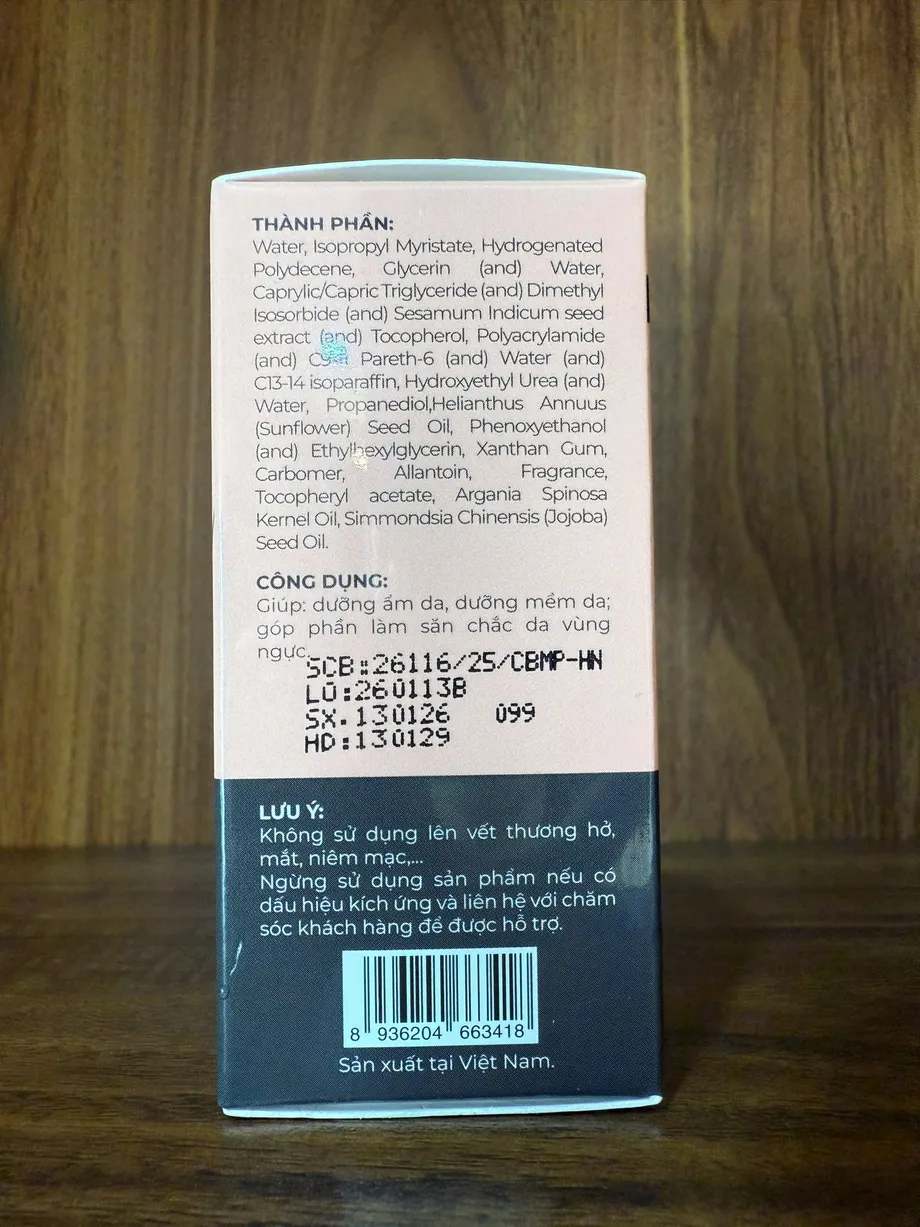 THÀNH PHẦN:
Water, Isopropyl Myristate, Hydrogenated
Polydecene, Glycerin (and) Water,
Caprylic/Capric Triglyceride (and) Dimethyl
Isosorbide (and) Sesamum Indicum seed
extract (and) Tocopherol, Polyacrylamide
(and) Pareth-6 (and) Water (and)
C13-14 isoparaffin, Hydroxyethyl Urea (and)
Water, Propanediol,Helianthus Annuus
(Sunflower) Seed Oil, Phenoxyethanol
(and) Ethylhexylglycerin, Xanthan Gum,
Carbomer, Allantoin, Fragrance,
Tocopheryl acetate, Argania Spinosa
Kernel Oil, Simmondsia Chinensis (Jojoba)
Seed Oil.
CÔNG DỤNG:
Giúp: dưỡng ẩm da, dưỡng mềm da;
góp phần làm săn chắc da vùng
ngực.
SCB:26116/25/CBMP-HN
LÔ:260113B
SX.130126 099
HD:130129
LƯU Ý:
Không sử dụng lên vết thương hở,
mắt, niêm mạc,...
Ngừng sử dụng sản phẩm nếu có
dấu hiệu kích ứng và liên hệ với chăm
sóc khách hàng để được hỗ trợ.
8 936204 663418
Sản xuất tại Việt Nam.